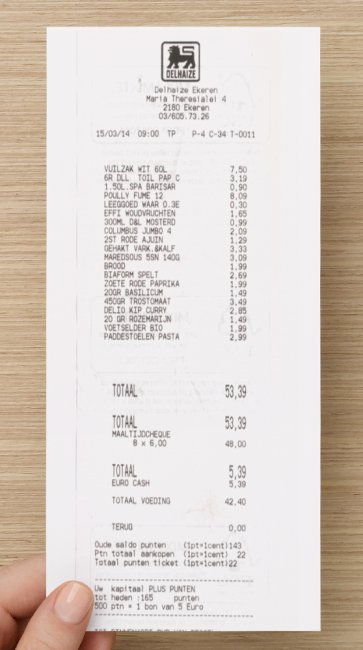 DELHAIZE
Delhaize Ekeren
Maria Theresialei 4
2180 Ekeren
03/605.73.26
15/03/14 09:00 TP P-4 C-34 T-0011
VUILZAK WIT 60L 7,50
6R DLL TOIL PAP C 3,19
1.50L.SPA BARISAR 0,90
POULLY FUME 12 8,09
LEEGGOED WAAR 0.3E 0,30
EFFI WOUDVRUCHTEN 1,65
300ML D&L MOSTERD 0,99
COLUMBUS JUMBO 4 2,09
2ST RODE AJUIN 1,29
GEHAKT VARK.&KALF 3,33
MAREDSOUS 5SN 140G 3,09
BROOD 1,99
BIAFORM SPELT 2,69
ZOETE RODE PAPRIKA 1,99
20GR BASILICUM 1,49
450GR TROSTOMAAT 3,49
DELIO KIP CURRY 2,85
20 GR ROZEMARIJN 1,49
VOETSELDER BIO 1,99
PADDESTOELEN PASTA 2,99
TOTAAL 53,39
TOTAAL 53,39
MAALTIJDCHEQUE
8 x 6,00 48,00
TOTAAL 5,39
EURO CASH 5,39
TOTAAL VOEDING 42,40
TERUG 0,00
Oude saldo punten (1pt=1cent)143
Ptn totaal aankopen (1pt=1cent) 22
Totaal punten ticket (1pt=1cent)22
Uw kapitaal PLUS PUNTEN
tot heden :165 punten
500 ptn = 1 bon van 5 Euro